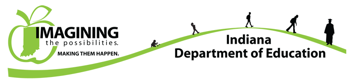 IMAGINING
the possibilities.
MAKING THEM HAPPEN.
Indiana
Department of Education